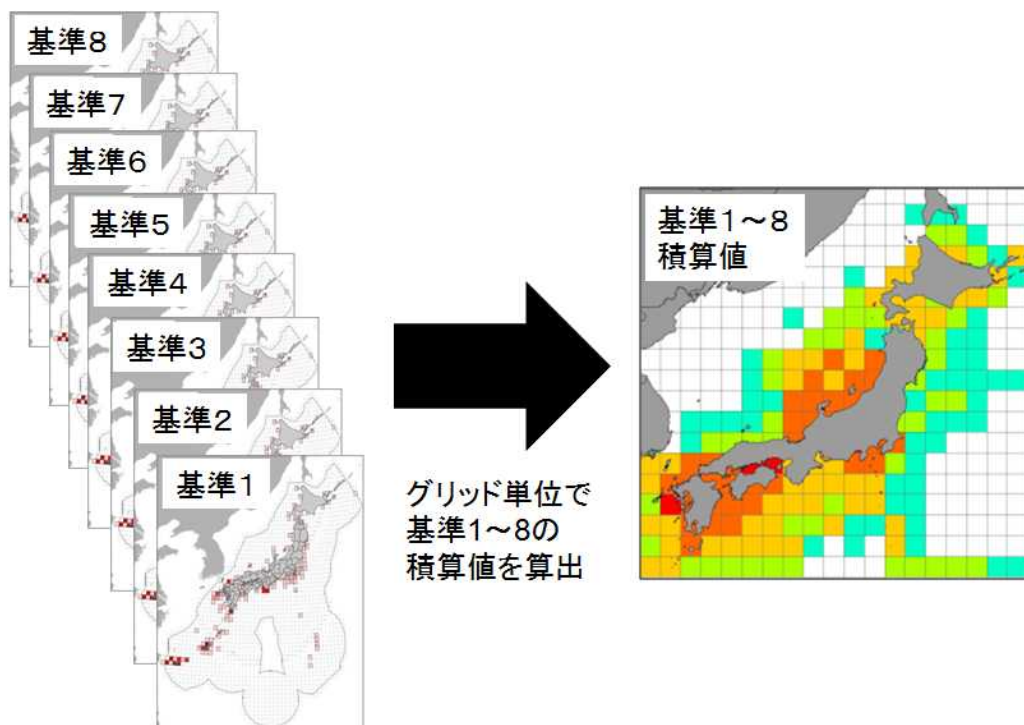 基準8
基準7
基準6
基準5
基準4
基準3
基準2
基準1
グリッド単位で
基準1～8の
積算値を算出
基準1～8
積算値